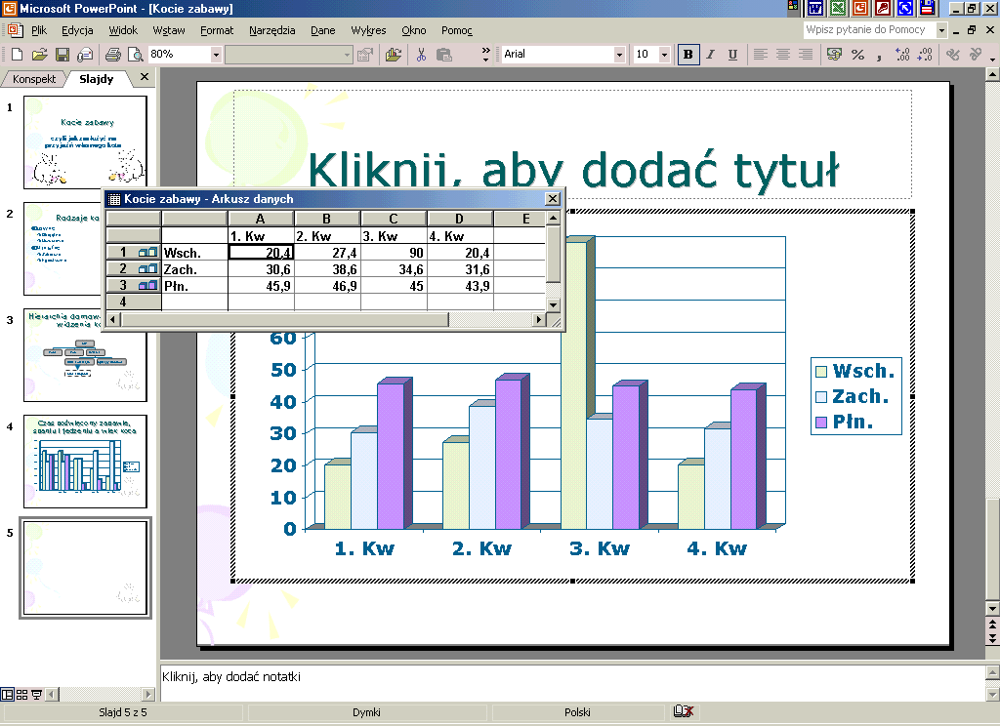 Microsoft PowerPoint - [Kocie zabawy]
Plik Edycja Widok Wstaw Format Narzędzia Dane Wykres Okno Pomoc
Wpisz pytanie do Pomocy
80% Arial 10 B I U % ,
Konspekt Slajdy
1
Kocie zabawy
2
Rodzaje
3
Hierarchia
widzenia
4
Czas poświęcony zabawie,
spaniu i jedzeniu a wiek kota
5
Kliknij, aby dodać tytuł
Kocie zabawy - Arkusz danych
A B C D E
1. Kw 2. Kw 3. Kw 4. Kw
1 Wsch. 20,4 27,4 90 20,4
2 Zach. 30,6 38,6 34,6 31,6
3 Płn. 45,9 46,9 45 43,9
4
60
50
40
30
20
10
0
1. Kw 2. Kw 3. Kw 4. Kw
Wsch.
Zach.
Płn.
Kliknij, aby dodać notatki
Slajd 5 z 5 Dymki Polski